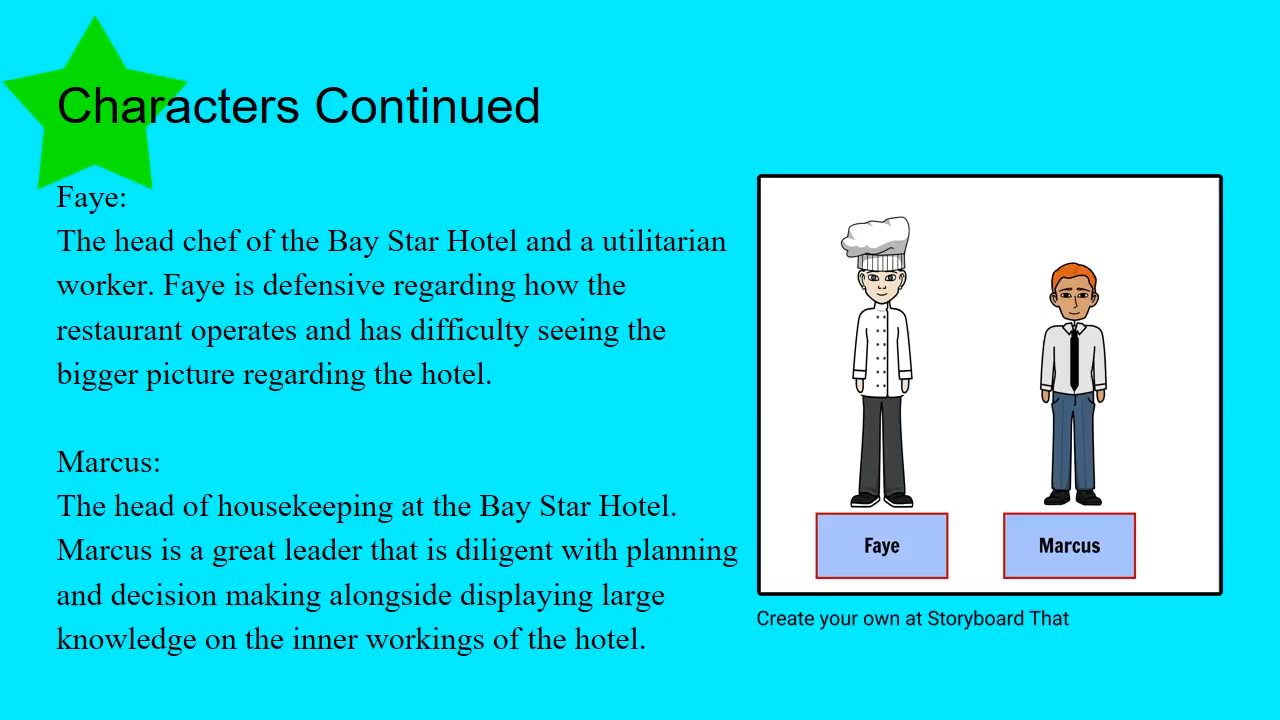 Characters Continued
Faye:
The head chef of the Bay Star Hotel and a utilitarian
worker. Faye is defensive regarding how the
restaurant operates and has difficulty seeing the
bigger picture regarding the hotel.
Marcus:
The head of housekeeping at the Bay Star Hotel.
Marcus is a great leader that is diligent with planning
and decision making alongside displaying large
knowledge on the inner workings of the hotel.
Faye
Marcus
Create your own at Storyboard That